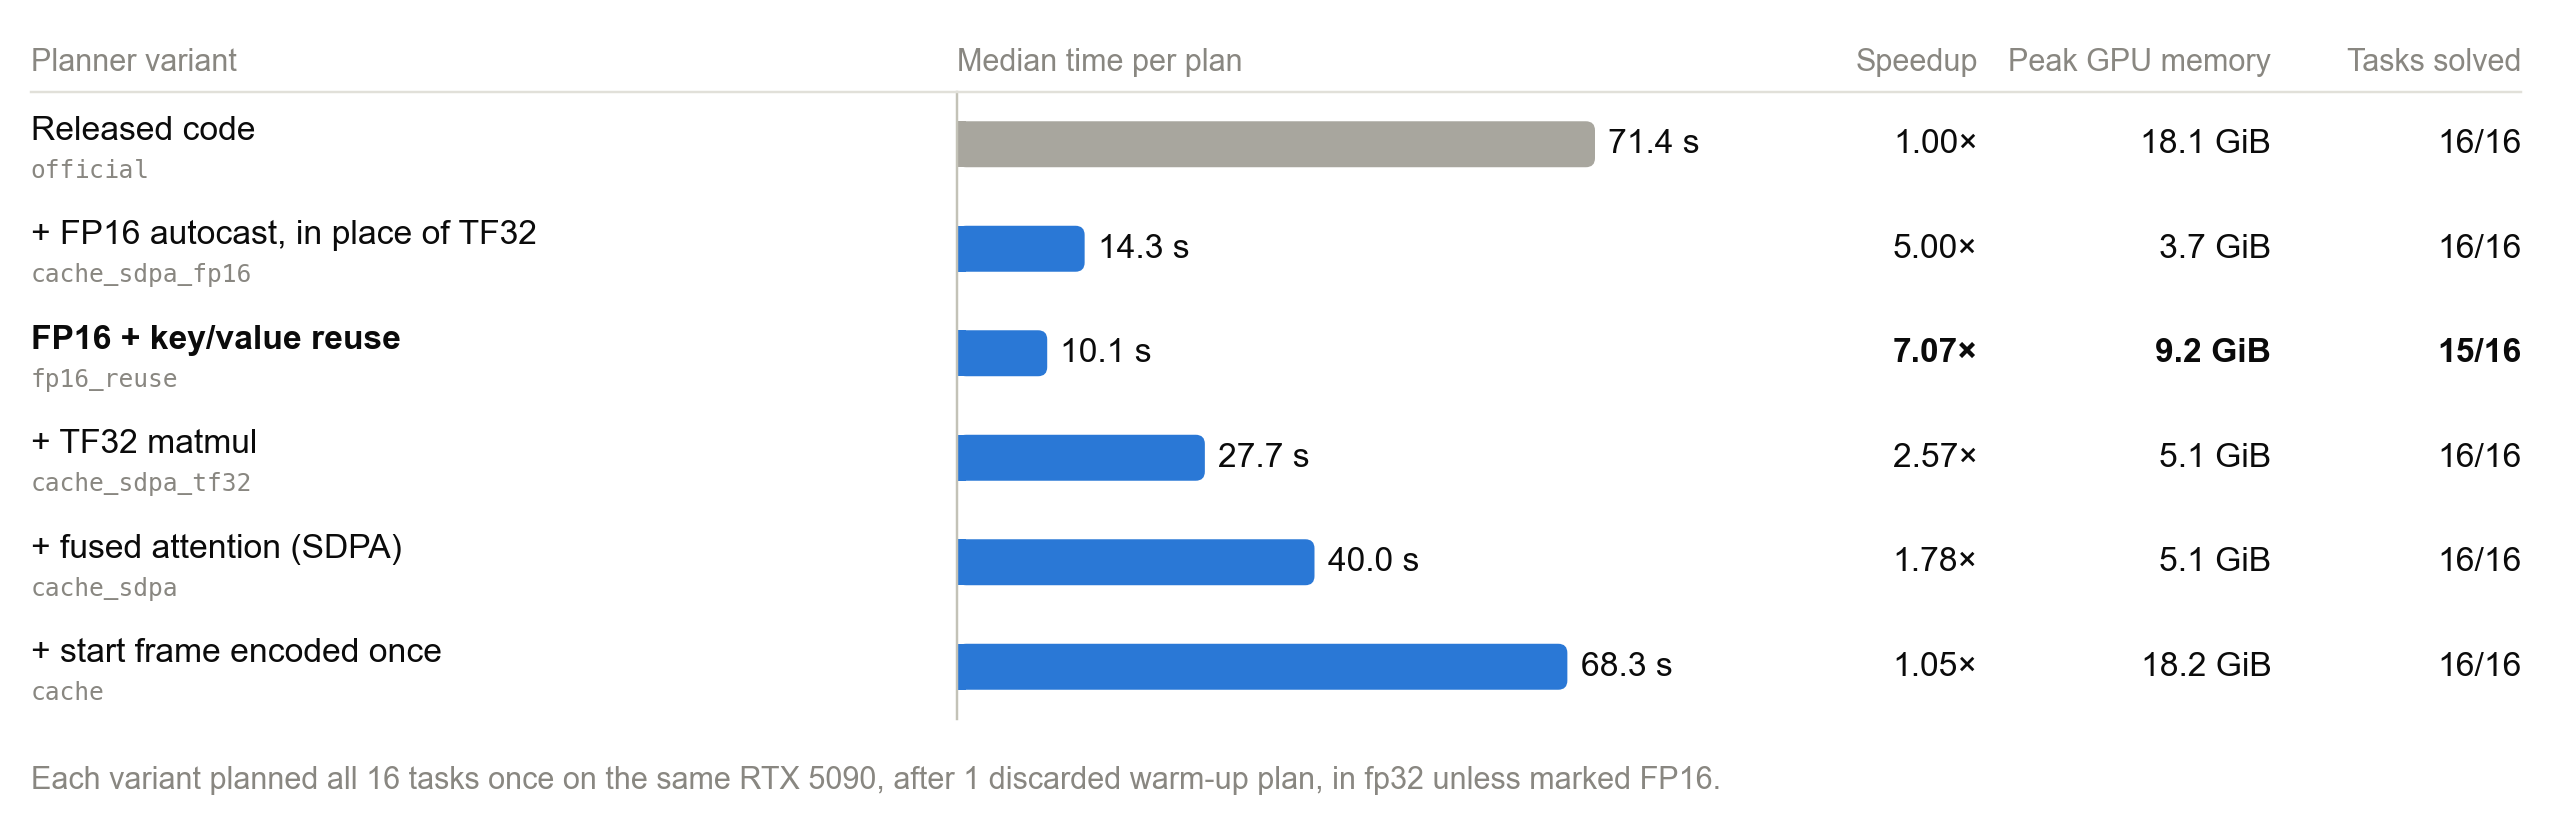 Planner variant Median time per plan Speedup Peak GPU memory Tasks solved
Released code
official
71.4 s 1.00× 18.1 GiB 16/16
+ FP16 autocast, in place of TF32
cache_sdpa_fp16
14.3 s 5.00× 3.7 GiB 16/16
FP16 + key/value reuse
fp16_reuse
10.1 s 7.07× 9.2 GiB 15/16
+ TF32 matmul
cache_sdpa_tf32
27.7 s 2.57× 5.1 GiB 16/16
+ fused attention (SDPA)
cache_sdpa
40.0 s 1.78× 5.1 GiB 16/16
+ start frame encoded once
cache
68.3 s 1.05× 18.2 GiB 16/16
Each variant planned all 16 tasks once on the same RTX 5090, after 1 discarded warm-up plan, in fp32 unless marked FP16.